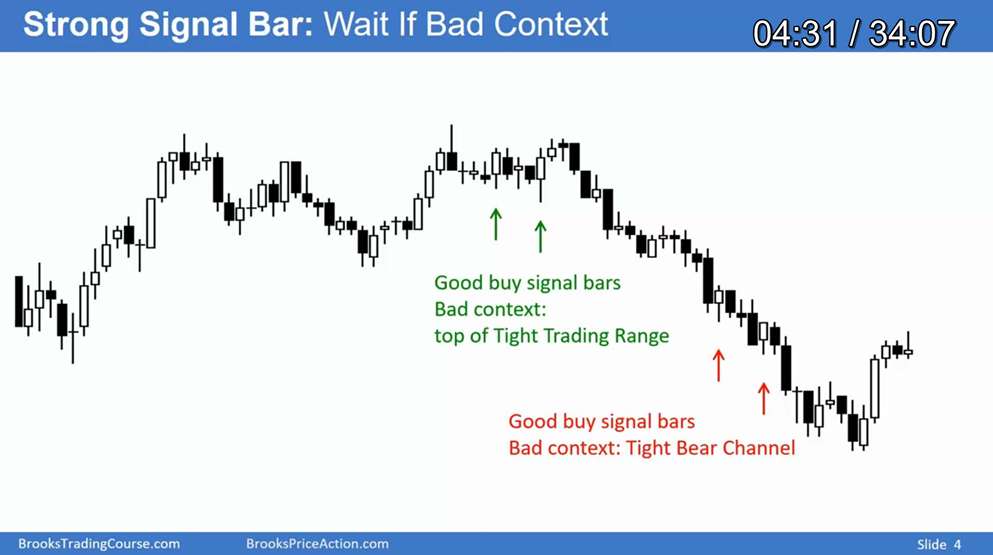 Strong Signal Bar: Wait If Bad Context
04:31 / 34:07
Good buy signal bars
Bad context:
top of Tight Trading Range
Good buy signal bars
Bad context: Tight Bear Channel
BrooksTradingCourse.com
BrooksPriceAction.com
Slide 4